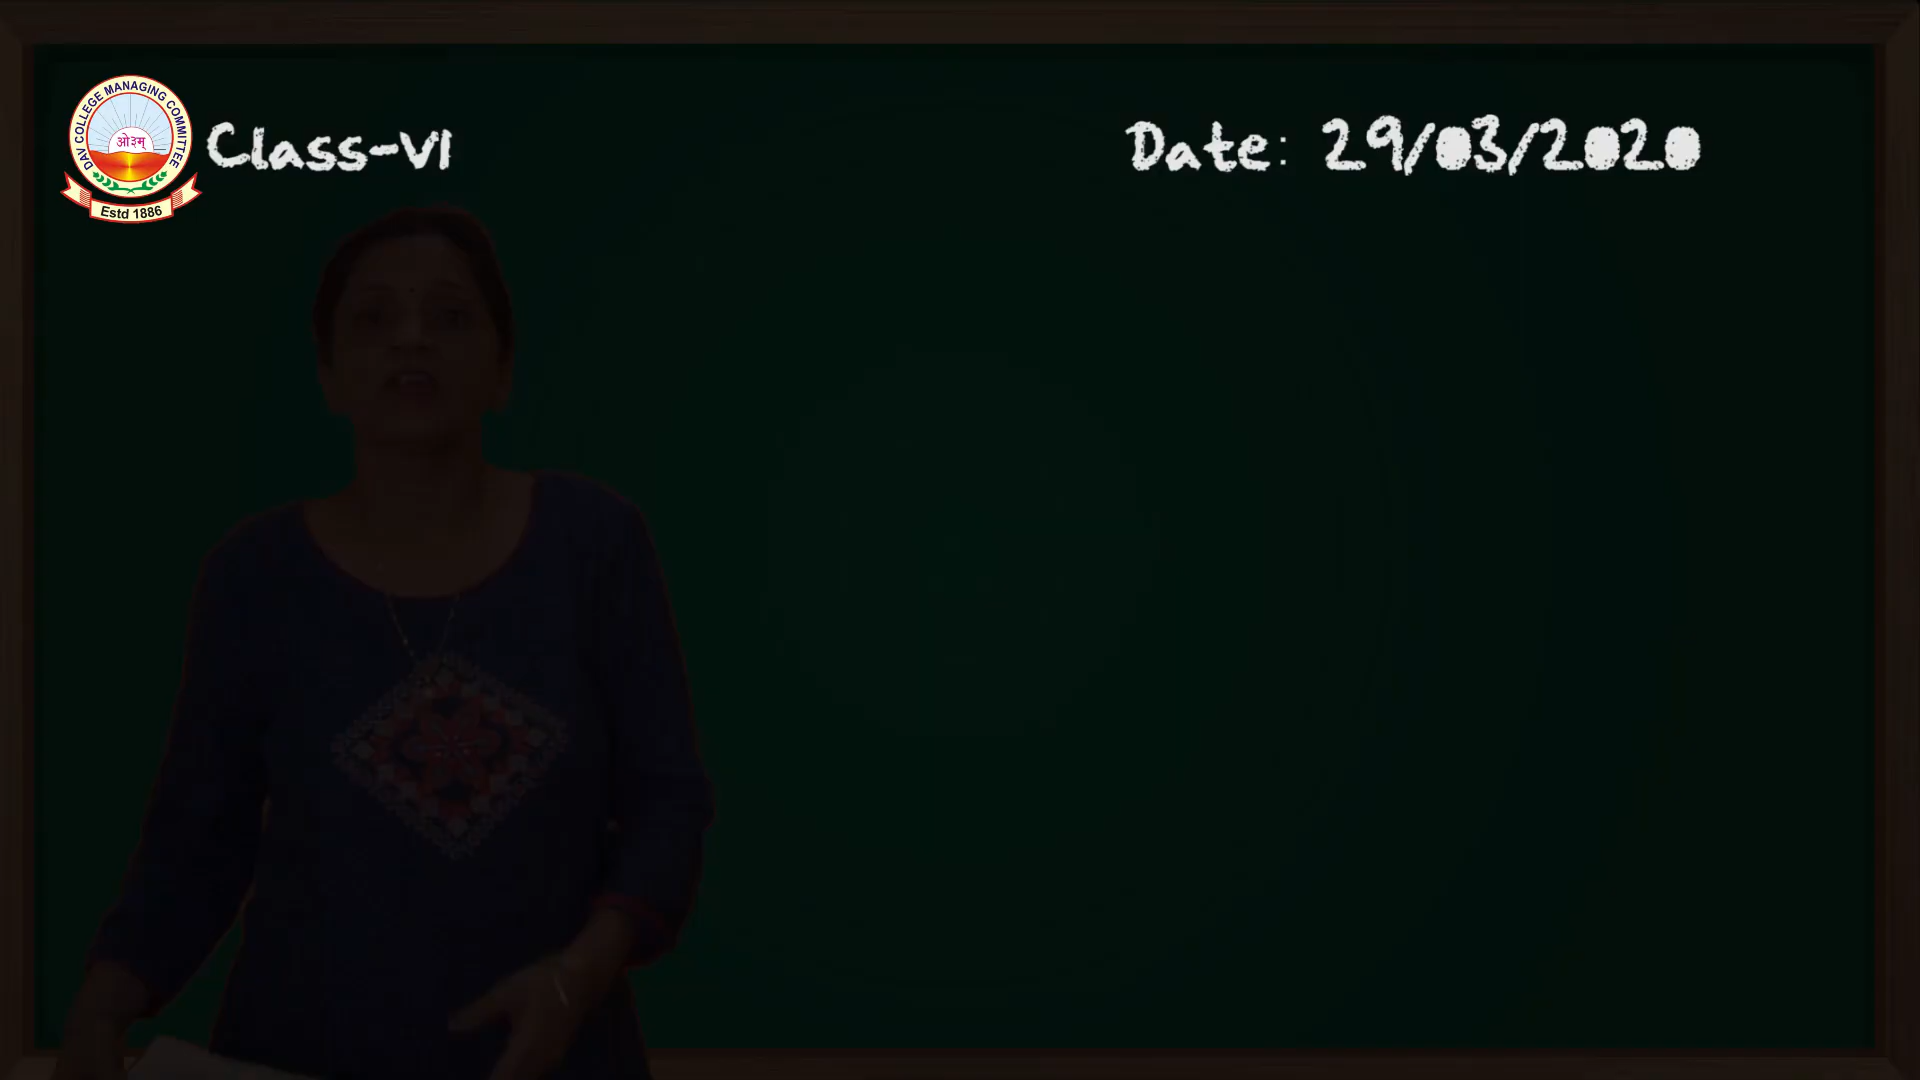 DAV COLLEGE MANAGING COMMITTEE
ओ३म्
Estd 1886
Class-VI
Date: 29/03/2020